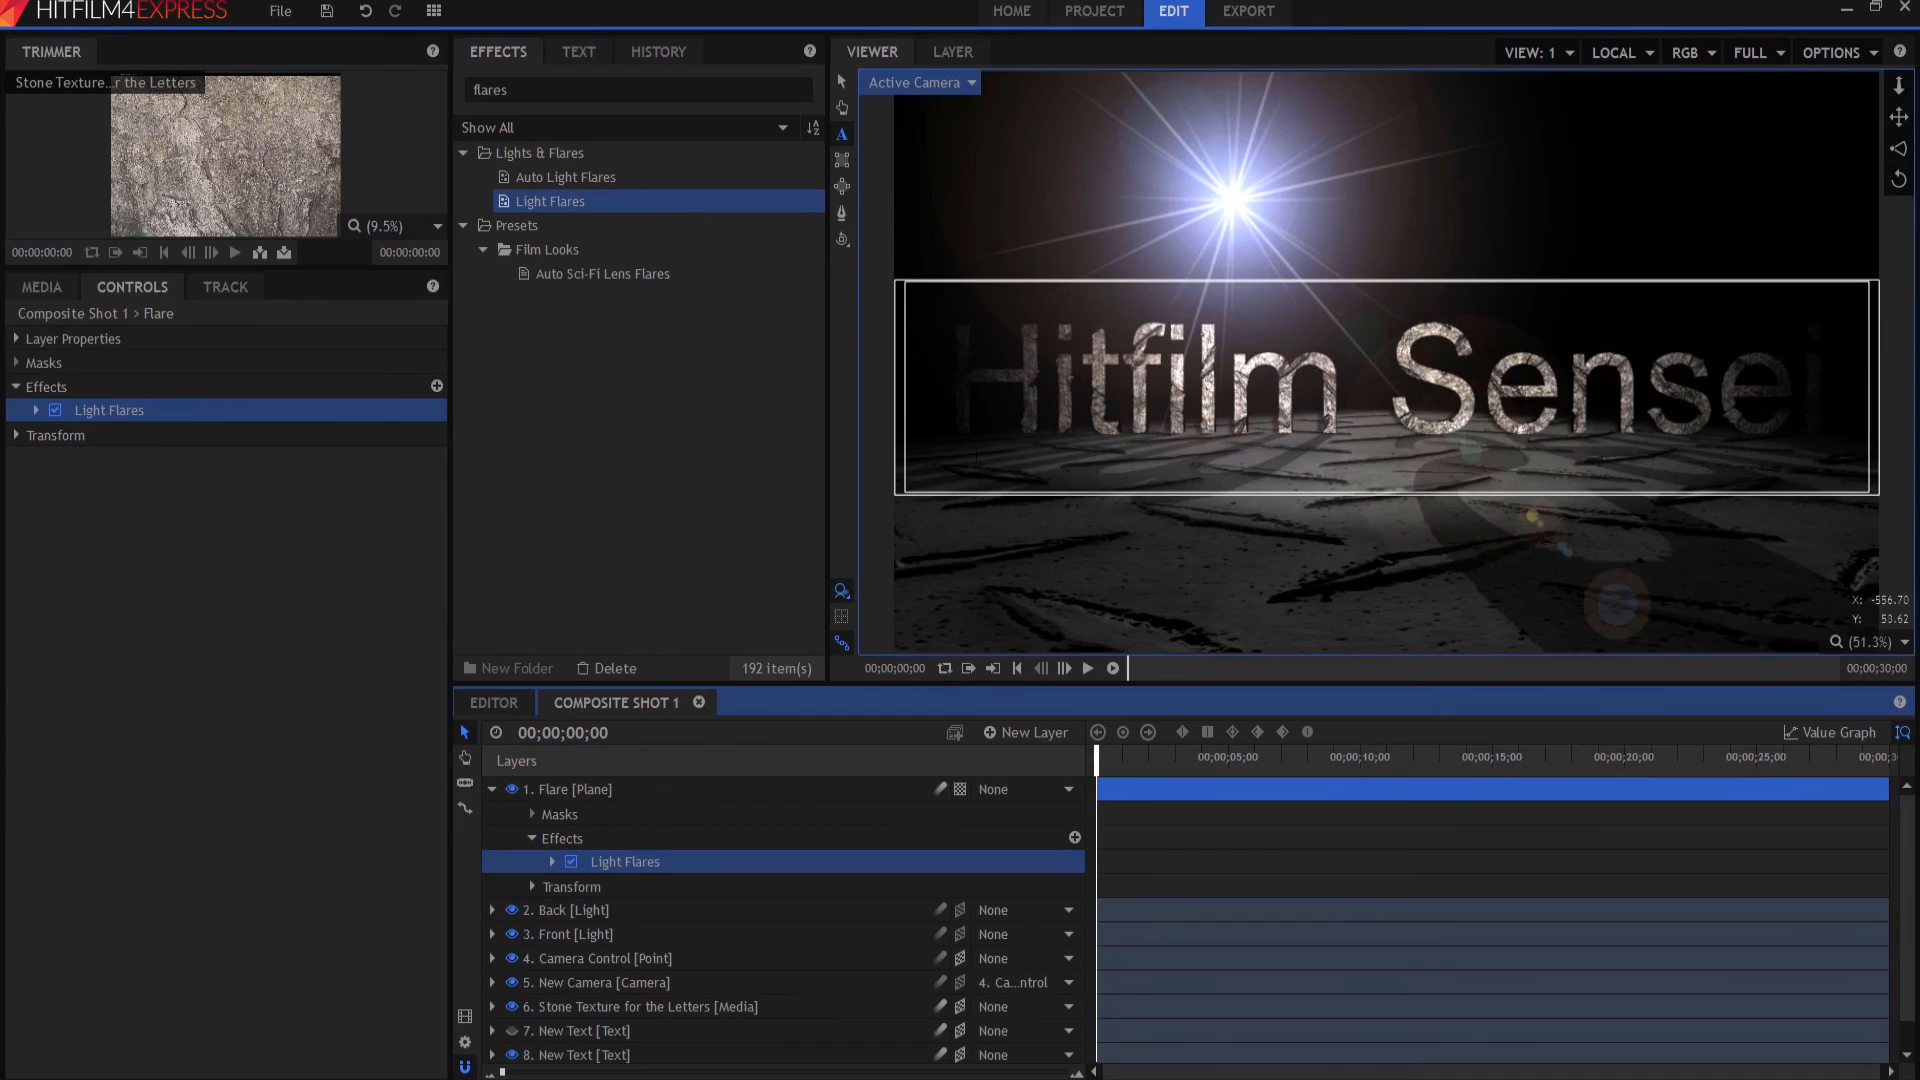 HITFILM4EXPRESS
File
HOME
PROJECT
EDIT
EXPORT
TRIMMER
Stone Texture...r the Letters
(9.5%)
00:00:00:00
00:00:00:00
MEDIA
CONTROLS
TRACK
Composite Shot 1 > Flare
Layer Properties
Masks
Effects
Light Flares
Transform
EFFECTS
TEXT
HISTORY
flares
Show All
Lights & Flares
Auto Light Flares
Light Flares
Presets
Film Looks
Auto Sci-Fi Lens Flares
New Folder
Delete
192 item(s)
VIEWER
LAYER
VIEW: 1
LOCAL
RGB
FULL
OPTIONS
Active Camera
Hitfilm Sensei
X: -556.70
Y: 53.62
(51.3%)
00;00;00;00
00;00;30;00
EDITOR
COMPOSITE SHOT 1
00;00;00;00
New Layer
Value Graph
Layers
00;00;05;00
00;00;10;00
00;00;15;00
00;00;20;00
00;00;25;00
00;00;3
1. Flare [Plane]
None
Masks
Effects
Light Flares
Transform
2. Back [Light]
None
3. Front [Light]
None
4. Camera Control [Point]
None
5. New Camera [Camera]
4. Ca...ntrol
6. Stone Texture for the Letters [Media]
None
7. New Text [Text]
None
8. New Text [Text]
None